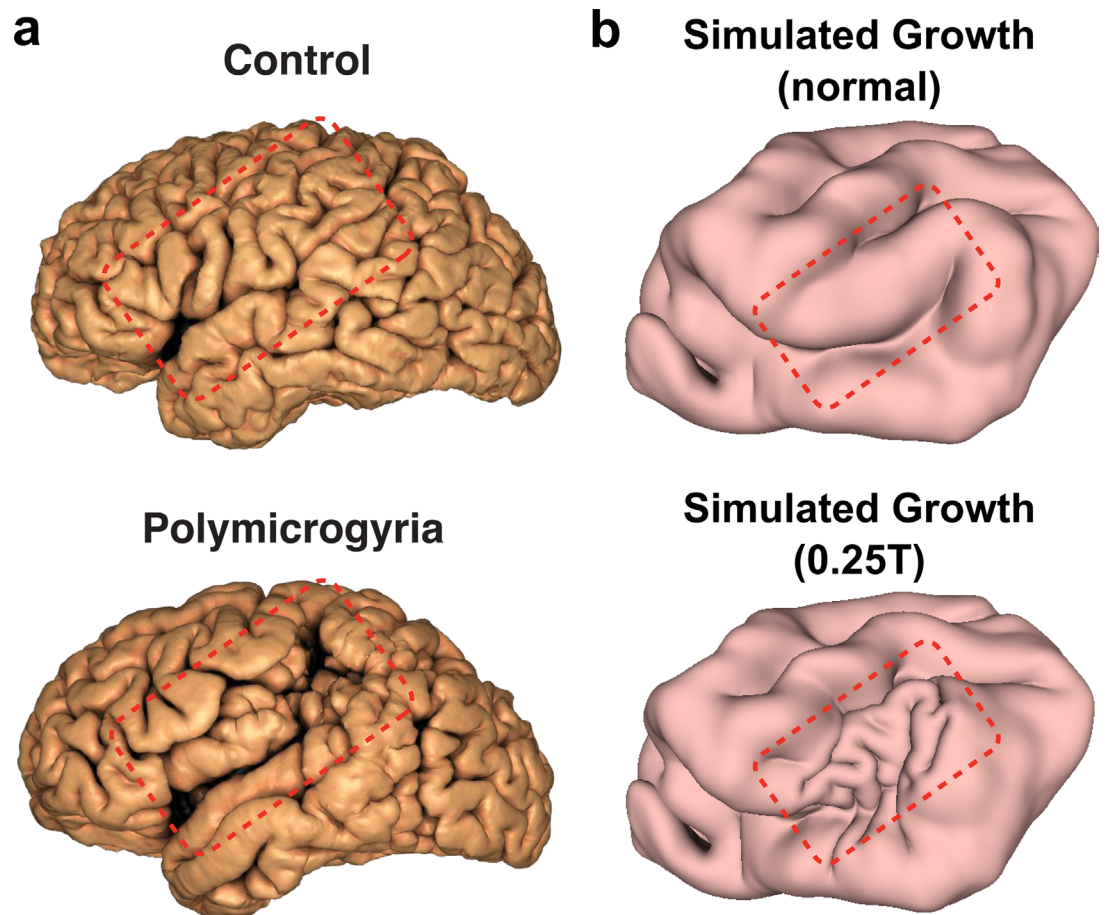 a
Control
Polymicrogyria
b
Simulated Growth
(normal)
Simulated Growth
(0.25T)